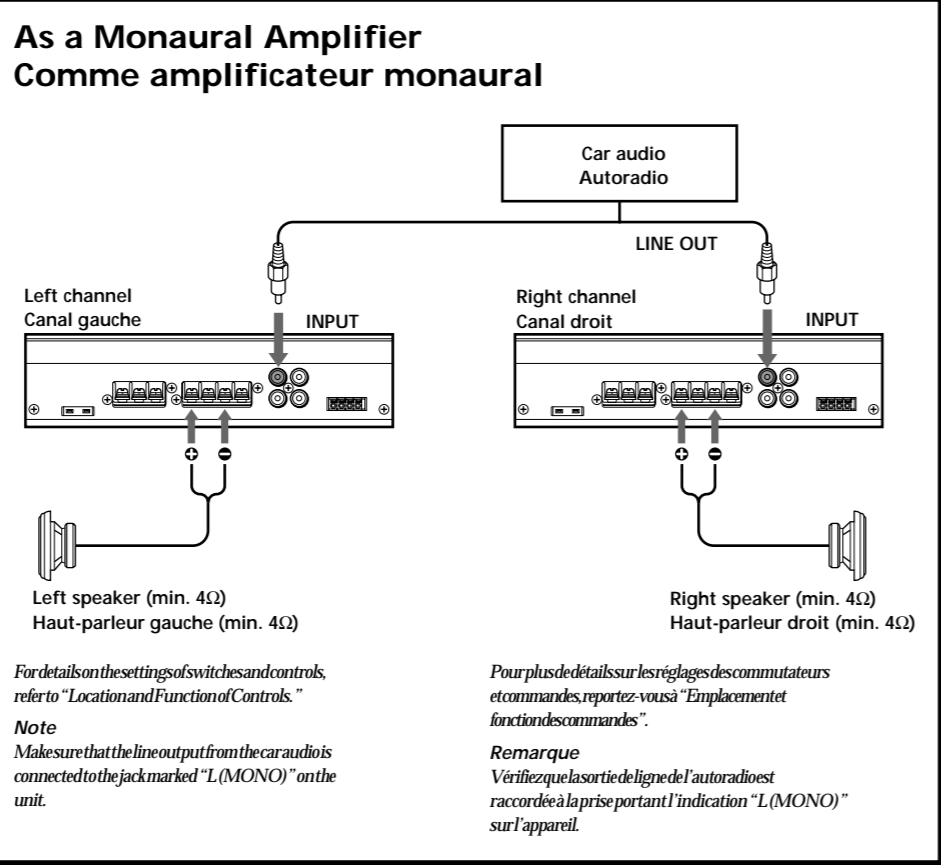 As a Monaural Amplifier
Comme amplificateur monaural
Car audio
Autoradio
LINE OUT
Left channel
Canal gauche
INPUT
Right channel
Canal droit
INPUT
Left speaker (min. 4Ω)
Haut-parleur gauche (min. 4Ω)
Right speaker (min. 4Ω)
Haut-parleur droit (min. 4Ω)
For details on the settings of switches and controls,
refer to “Location and Function of Controls.”
Note
Make sure that the line output from the car audio is
connected to the jack marked “L (MONO)” on the
unit.
Pour plus de détails sur les réglages des commutateurs
et commandes, reportez-vous à “Emplacement et
fonction des commandes”.
Remarque
Vérifiez que la sortie de ligne de l’autoradio est
raccordée à la prise portant l’indication “L (MONO)”
sur l’appareil.